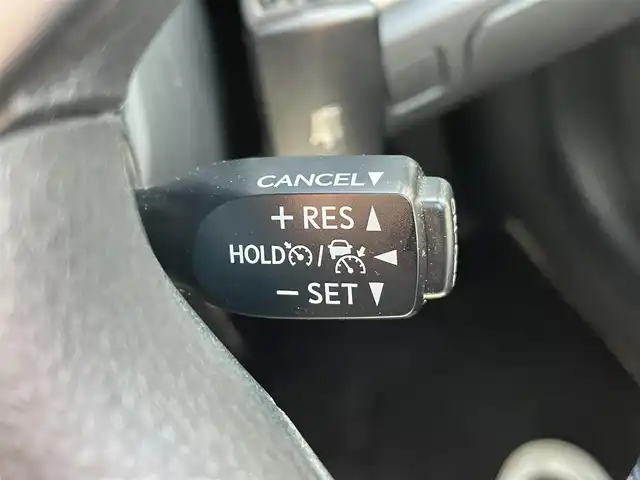 CANCEL▼
+ RES ▲
HOLD / ◀
− SET ▼